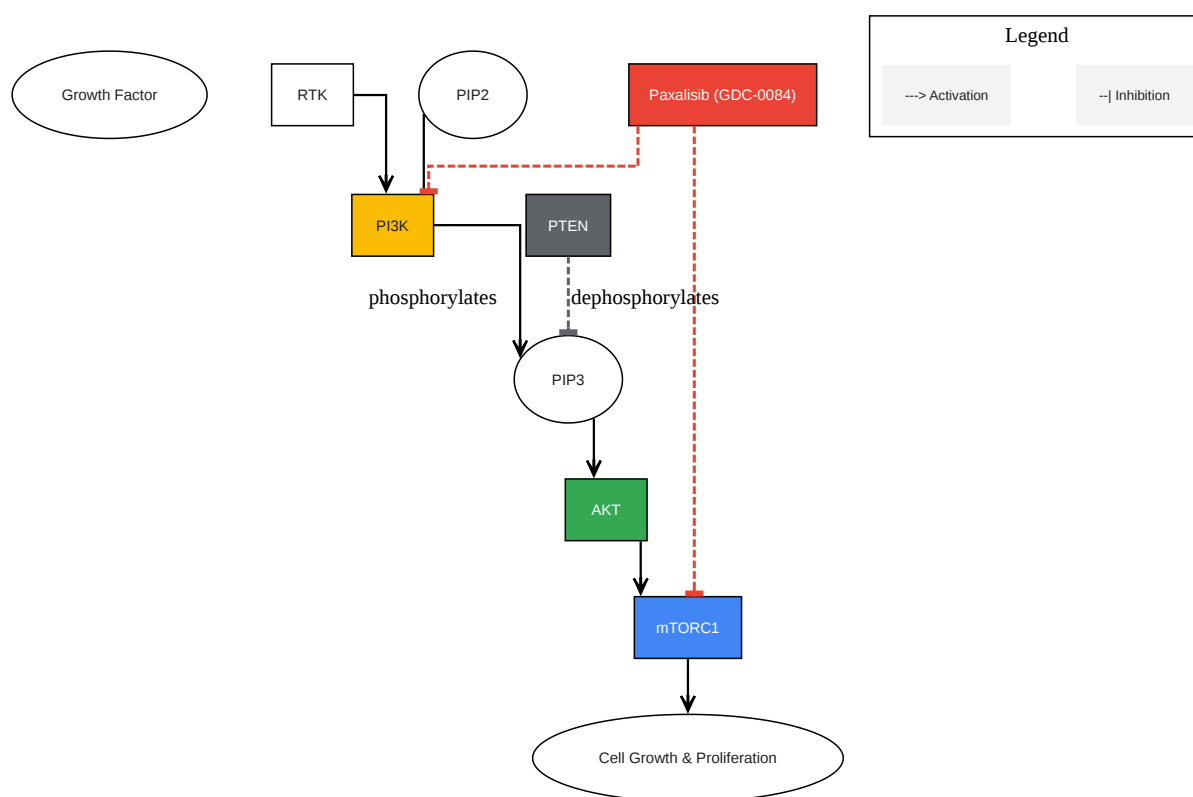 Legend
Growth Factor
RTK
PIP2
Paxalisib (GDC-0084)
---> Activation
--| Inhibition
PI3K
PTEN
phosphorylates
dephosphorylates
PIP3
AKT
mTORC1
Cell Growth & Proliferation